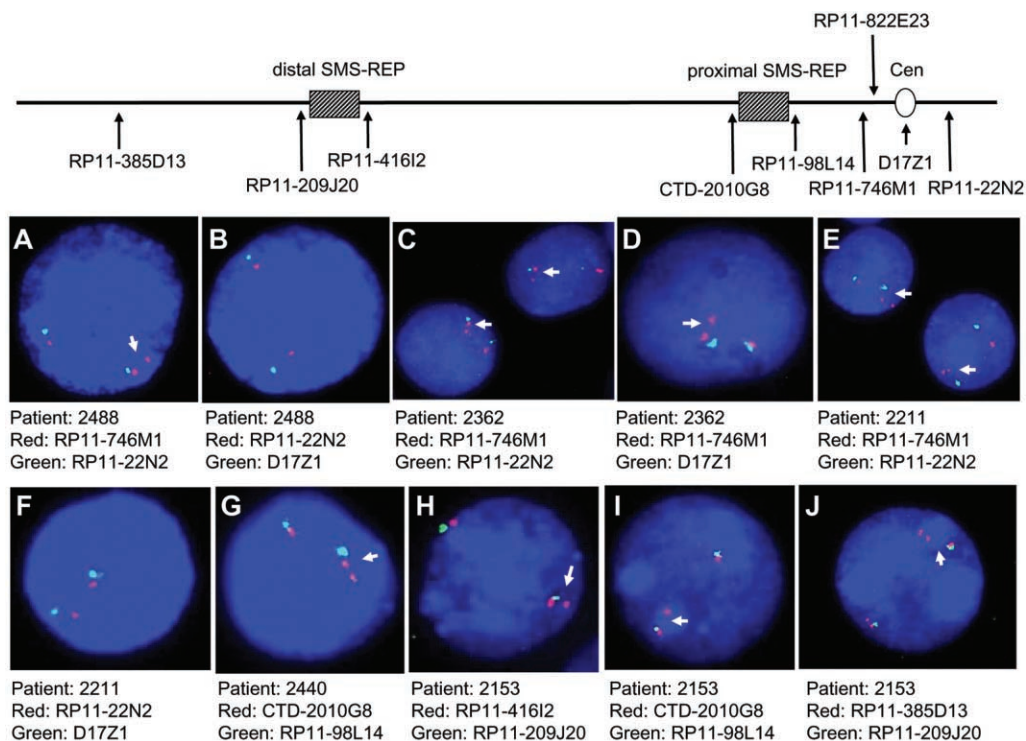 RP11-822E23
distal SMS-REP
proximal SMS-REP
Cen
RP11-385D13
RP11-209J20
RP11-416I2
CTD-2010G8
RP11-98L14
RP11-746M1
D17Z1
RP11-22N2
A
B
C
D
E
Patient: 2488
Red: RP11-746M1
Green: RP11-22N2
Patient: 2488
Red: RP11-22N2
Green: D17Z1
Patient: 2362
Red: RP11-746M1
Green: RP11-22N2
Patient: 2362
Red: RP11-746M1
Green: D17Z1
Patient: 2211
Red: RP11-746M1
Green: RP11-22N2
F
G
H
I
J
Patient: 2211
Red: RP11-22N2
Green: D17Z1
Patient: 2440
Red: CTD-2010G8
Green: RP11-98L14
Patient: 2153
Red: RP11-416I2
Green: RP11-209J20
Patient: 2153
Red: CTD-2010G8
Green: RP11-98L14
Patient: 2153
Red: RP11-385D13
Green: RP11-209J20